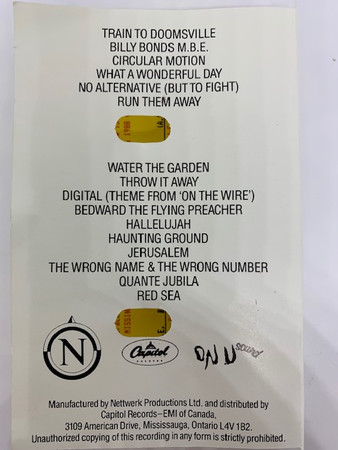 TRAIN TO DOOMSVILLE
BILLY BONDS M.B.E.
CIRCULAR MOTION
WHAT A WONDERFUL DAY
NO ALTERNATIVE (BUT TO FIGHT)
RUN THEM AWAY
WATER THE GARDEN
THROW IT AWAY
DIGITAL (THEME FROM 'ON THE WIRE')
BEDWARD THE FLYING PREACHER
HALLELUJAH
HAUNTING GROUND
JERUSALEM
THE WRONG NAME & THE WRONG NUMBER
QUANTE JUBILA
RED SEA
N
Capitol
RECORDS
ON U sound
Manufactured by Nettwerk Productions Ltd. and distributed by
Capitol Records—EMI of Canada,
3109 American Drive, Mississauga, Ontario L4V 1B2.
Unauthorized copying of this recording in any form is strictly prohibited.